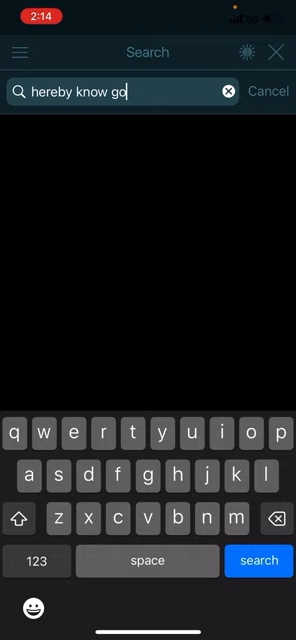 2:14
5G
Search
hereby know go
Cancel
q w e r t y u i o p
a s d f g h j k l
z x c v b n m
123 space search